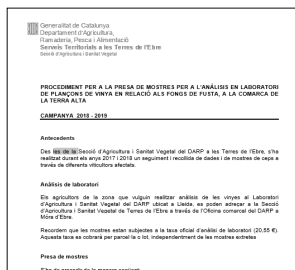 Generalitat de Catalunya
Departament d'Agricultura,
Ramaderia, Pesca i Alimentació
Serveis Territorials a les Terres de l'Ebre
Secció d'Agricultura i Sanitat Vegetal
PROCEDIMENT PER A LA PRESA DE MOSTRES PER A L'ANÀLISIS EN LABORATORI
DE PLANÇONS DE VINYA EN RELACIÓ ALS FONGS DE FUSTA, A LA COMARCA DE
LA TERRA ALTA
CAMPANYA 2018 - 2019
Antecedents
Des les de la Secció d'Agricultura i Sanitat Vegetal del DARP a les Terres de l'Ebre, s'ha
realitzat durant els anys 2017 i 2018 un seguiment i recollida de dades i de mostres de ceps a
través de diferents viticultors afectats.
Anàlisis de laboratori
Els agricultors de la zona que vulguin realitzar anàlisis de les vinyes al Laboratori
d'Agricultura i Sanitat Vegetal del DARP ubicat a Lleida, es poden adreçar a la Secció
d'Agricultura i Sanitat Vegetal de Terres de l'Ebre a través de l'Oficina comarcal del DARP a
Móra d'Ebre.
Recordem que les mostres estan subjectes a la taxa oficial d'anàlisi de laboratori (20,55 €).
Aquesta taxa es cobrarà per parcel·la o lot, independentment de les mostres extretes
Presa de mostres